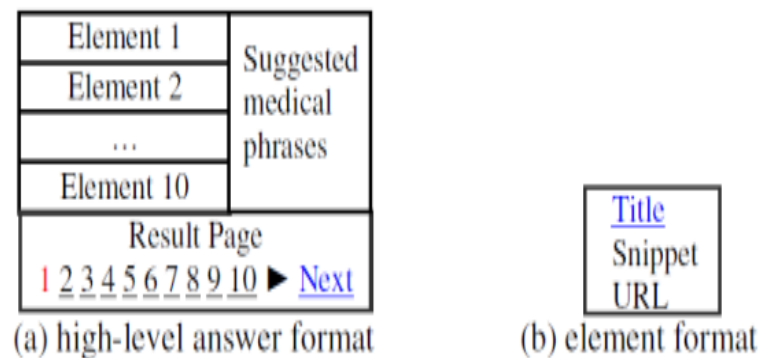 Element 1
Element 2
...
Element 10
Suggested
medical
phrases
Result Page
1 2 3 4 5 6 7 8 9 10 ► Next
(a) high-level answer format
Title
Snippet
URL
(b) element format